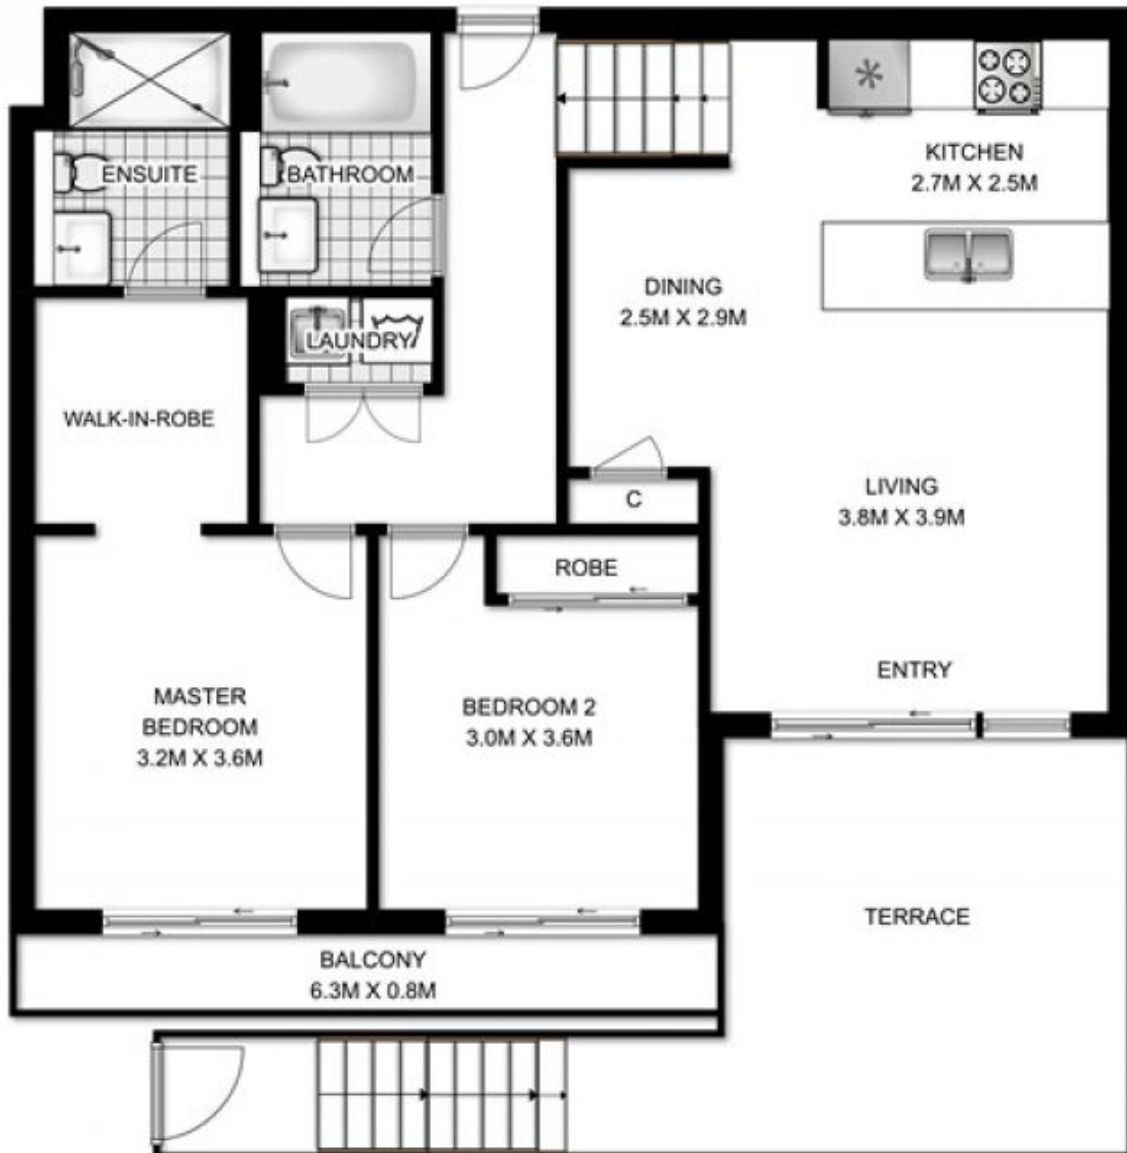 ENSUITE
BATHROOM
KITCHEN
2.7M X 2.5M
DINING
2.5M X 2.9M
LAUNDRY
WALK-IN-ROBE
LIVING
3.8M X 3.9M
C
ROBE
ENTRY
MASTER
BEDROOM
3.2M X 3.6M
BEDROOM 2
3.0M X 3.6M
TERRACE
BALCONY
6.3M X 0.8M